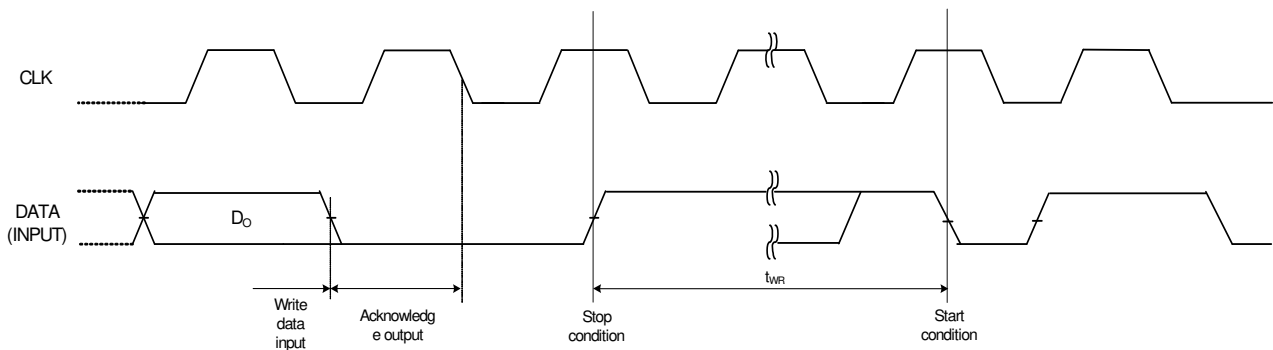 CLK
DATA
(INPUT)
DO
tWR
Write
data
input
Acknowledg
e output
Stop
condition
Start
condition